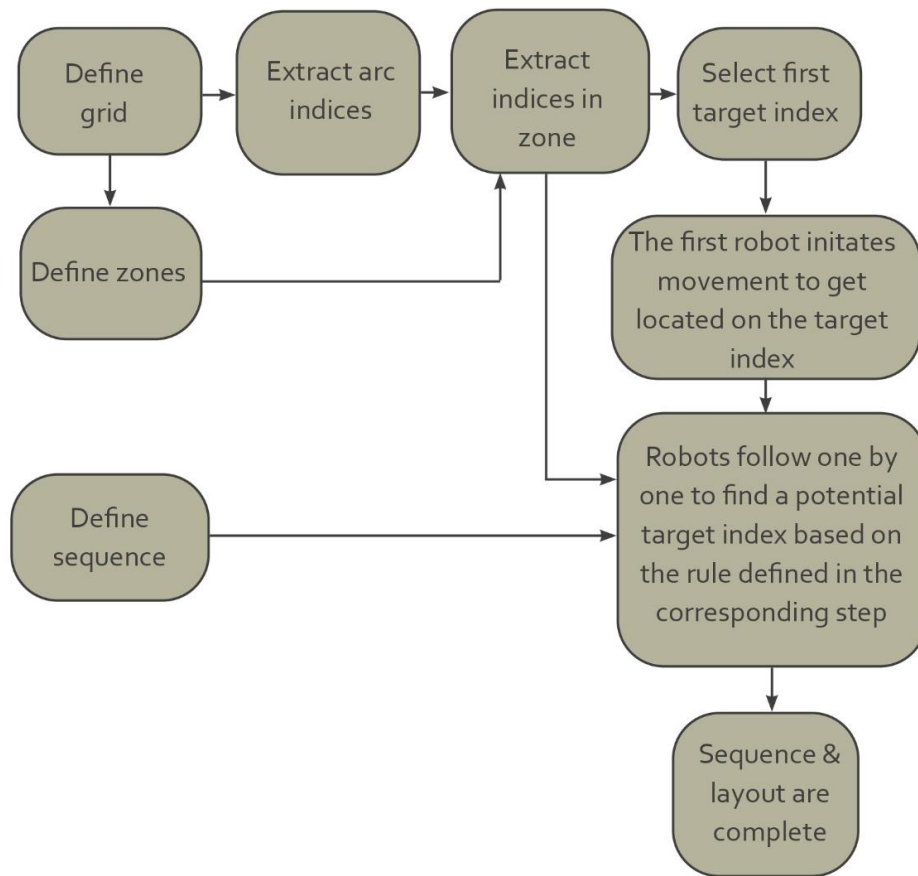 Define
grid
Extract arc
indices
Extract
indices in
zone
Select first
target index
Define zones
The first robot initates
movement to get
located on the target
index
Define
sequence
Robots follow one by
one to find a potential
target index based on
the rule defined in the
corresponding step
Sequence &
layout are
complete